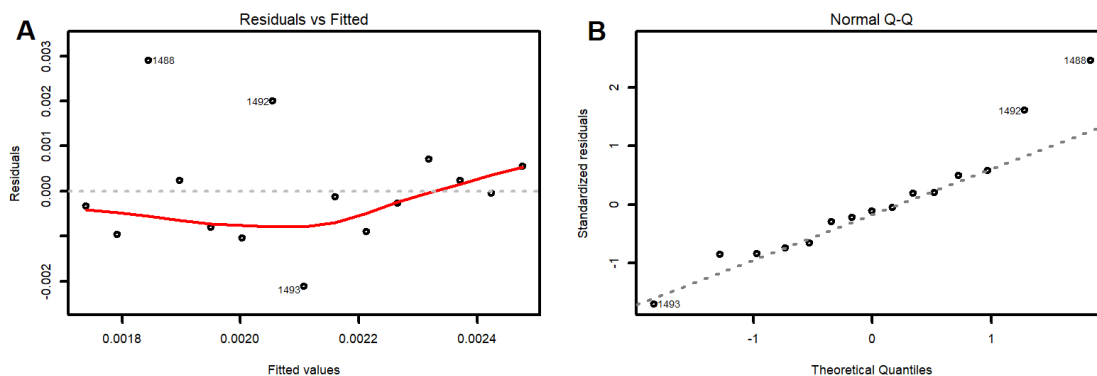 A
Residuals vs Fitted
Residuals
0.003
0.002
0.001
0.000
-0.002
1488
1492
1493
0.0018
0.0020
0.0022
0.0024
Fitted values
B
Normal Q-Q
Standardized residuals
2
1
0
-1
1488
1492
1493
-1
0
1
Theoretical Quantiles